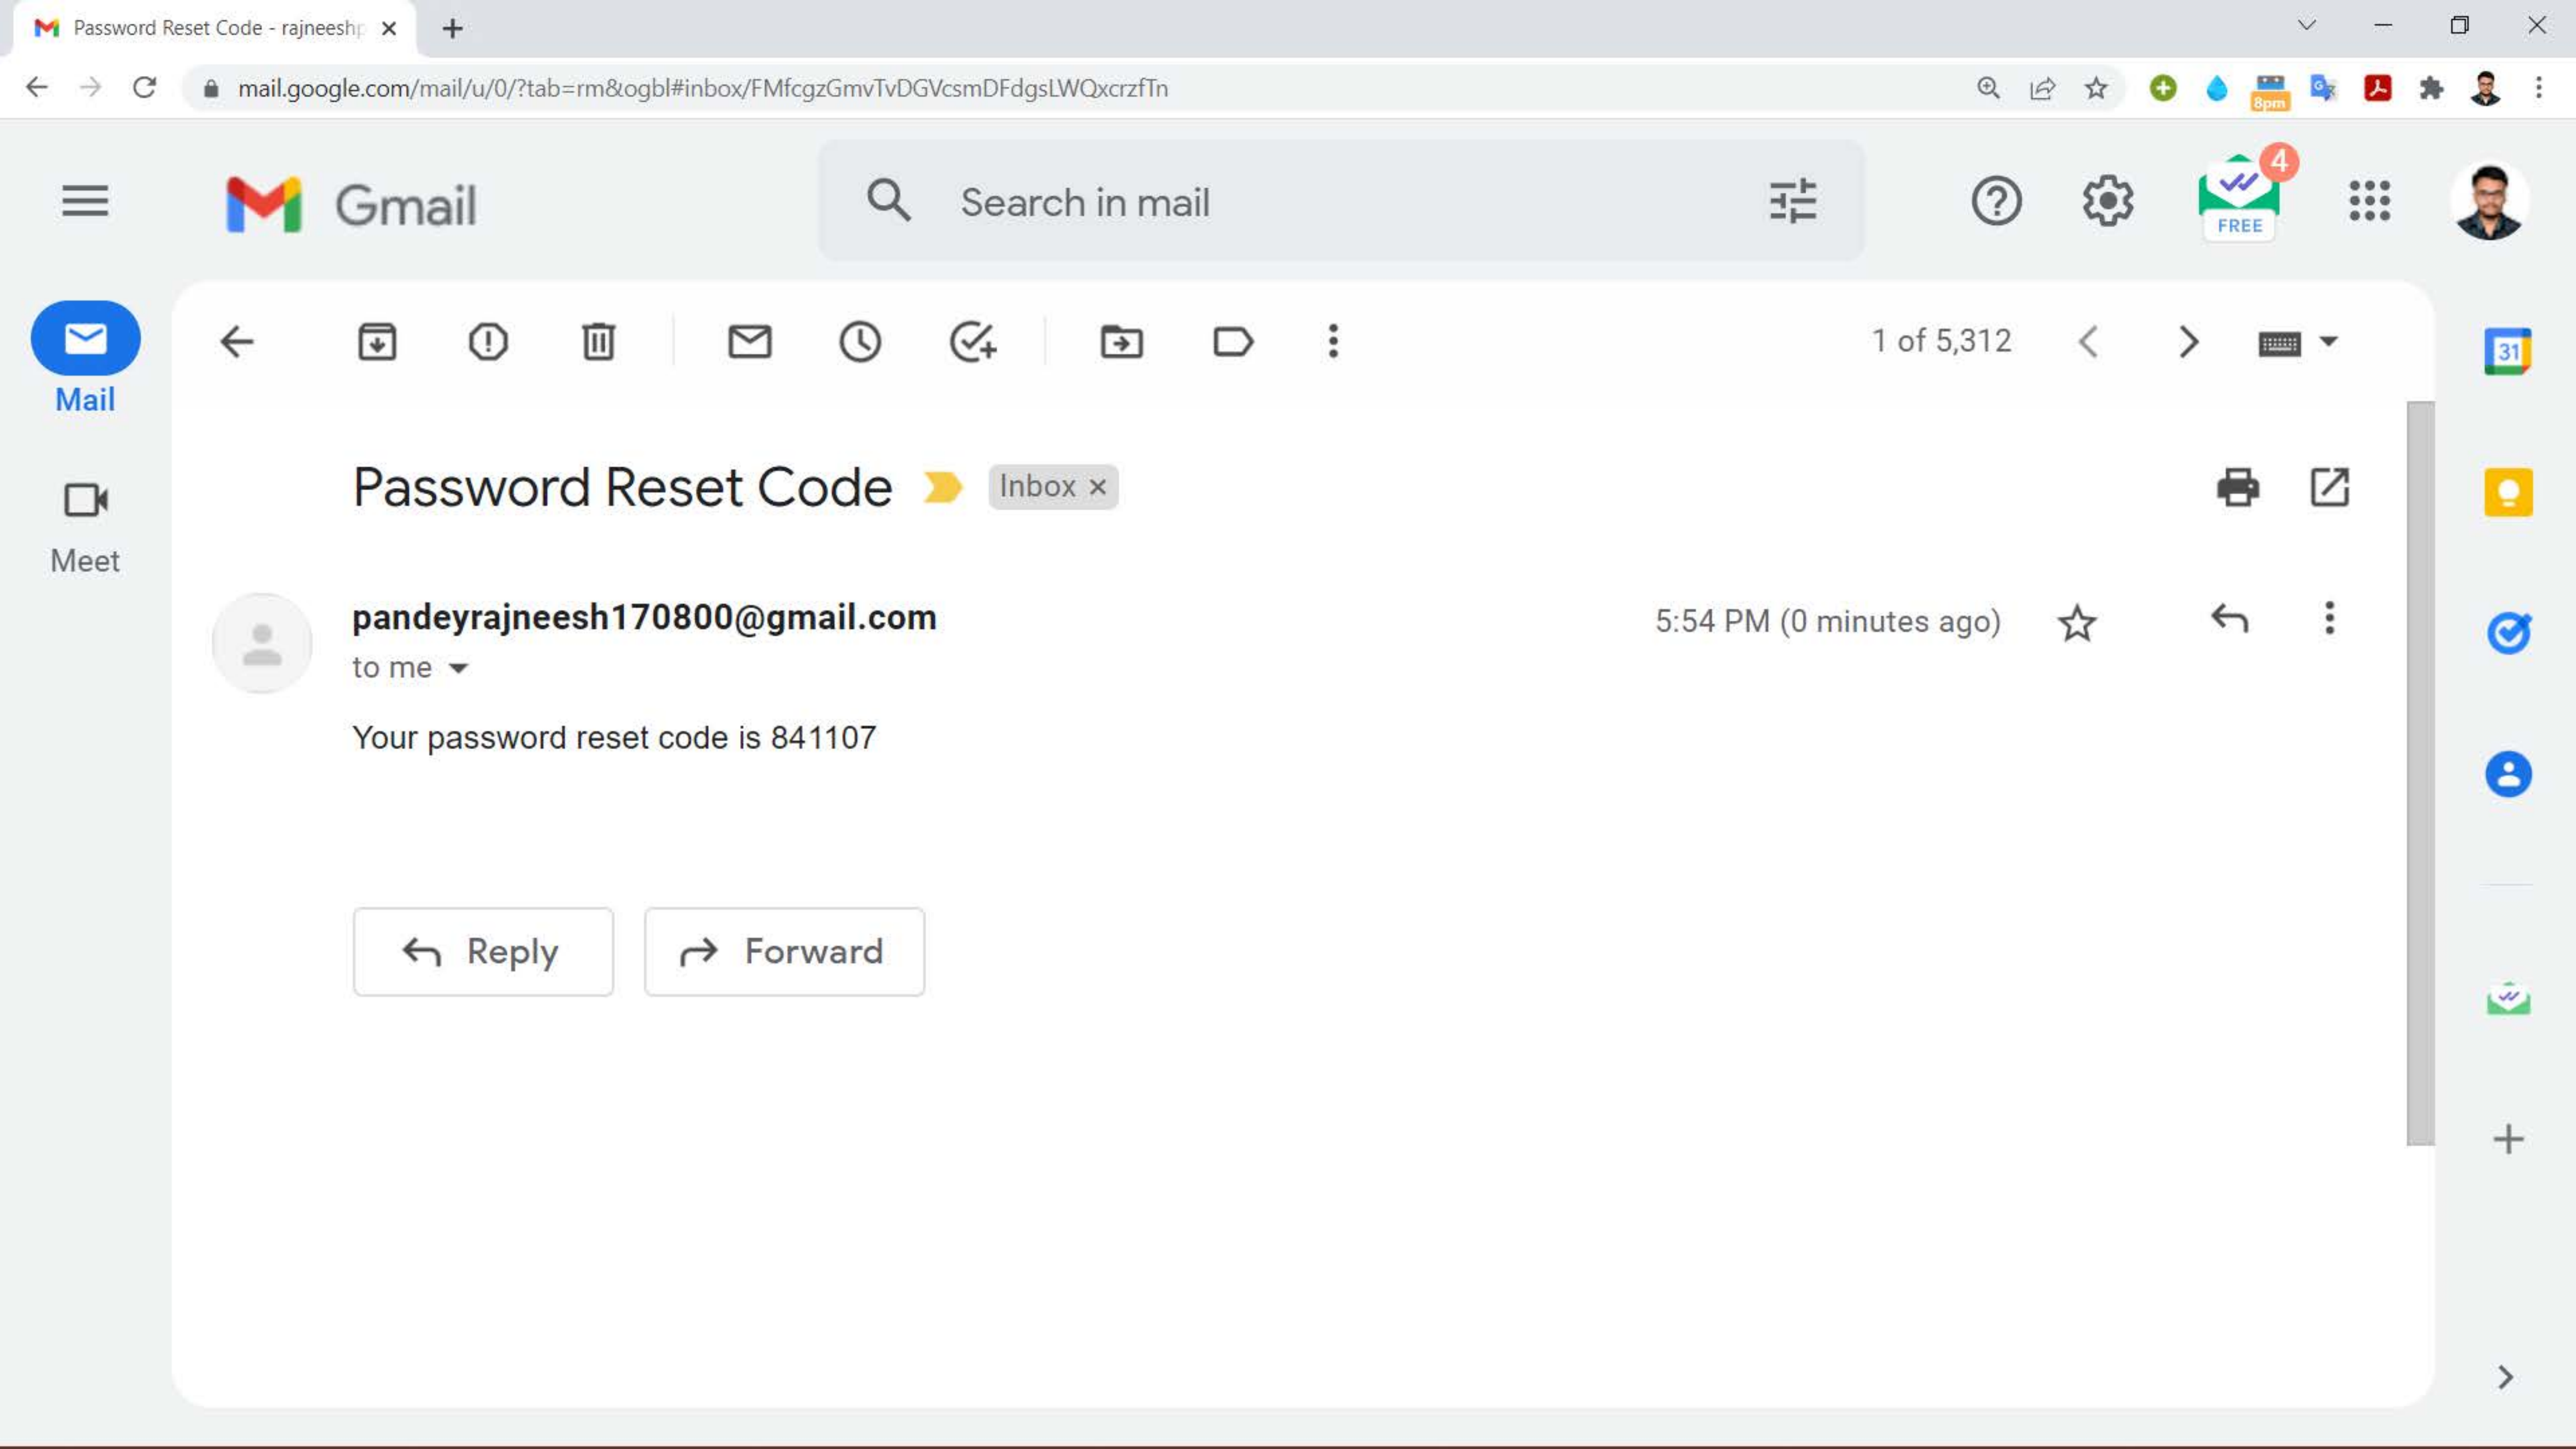 Password Reset Code - rajneeshp
mail.google.com/mail/u/0/?tab=rm&ogbl#inbox/FMfcgzGmvTvDGVcsmDFdgsLWQxcrzfTn
8pm
Gmail
Search in mail
4
FREE
Mail
1 of 5,312
31
Meet
Password Reset Code
Inbox ×
pandeyrajneesh170800@gmail.com
5:54 PM (0 minutes ago)
to me
Your password reset code is 841107
Reply
Forward